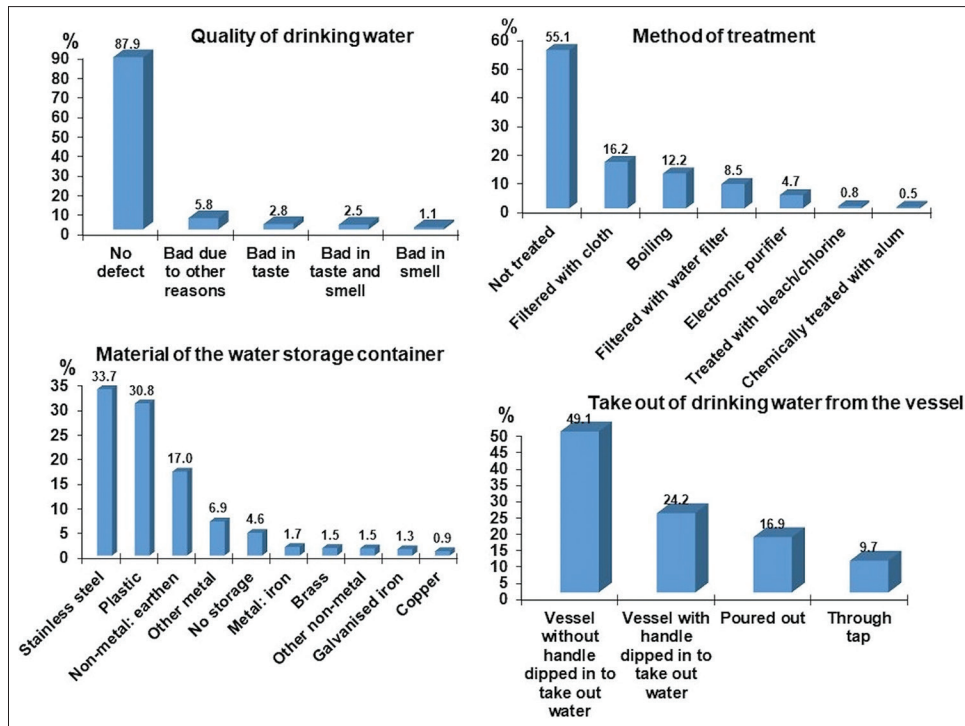 Quality of drinking water
%
87.9
90
80
70
60
50
40
30
20
10
0
5.8
2.8
2.5
1.1
No
defect
Bad due
to other
reasons
Bad in
taste
Bad in
taste and
smell
Bad in
smell
Method of treatment
%
55.1
60
50
40
30
20
10
0
16.2
12.2
8.5
4.7
0.8
0.5
Not treated
Filtered with cloth
Boiling
Filtered with water filter
Electronic purifier
Treated with bleach/chlorine
Chemically treated with alum
Material of the water storage container
%
35
30
25
20
15
10
5
0
33.7
30.8
17.0
6.9
4.6
1.7
1.5
1.5
1.3
0.9
Stainless steel
Plastic
Non-metal: earthen
Other metal
No storage
Metal: iron
Brass
Other non-metal
Galvanised iron
Copper
Take out of drinking water from the vessel
%
49.1
50
45
40
35
30
25
20
15
10
5
0
24.2
16.9
9.7
Vessel
without
handle
dipped in to
take out
water
Vessel with
handle
dipped in to
take out
water
Poured out
Through
tap